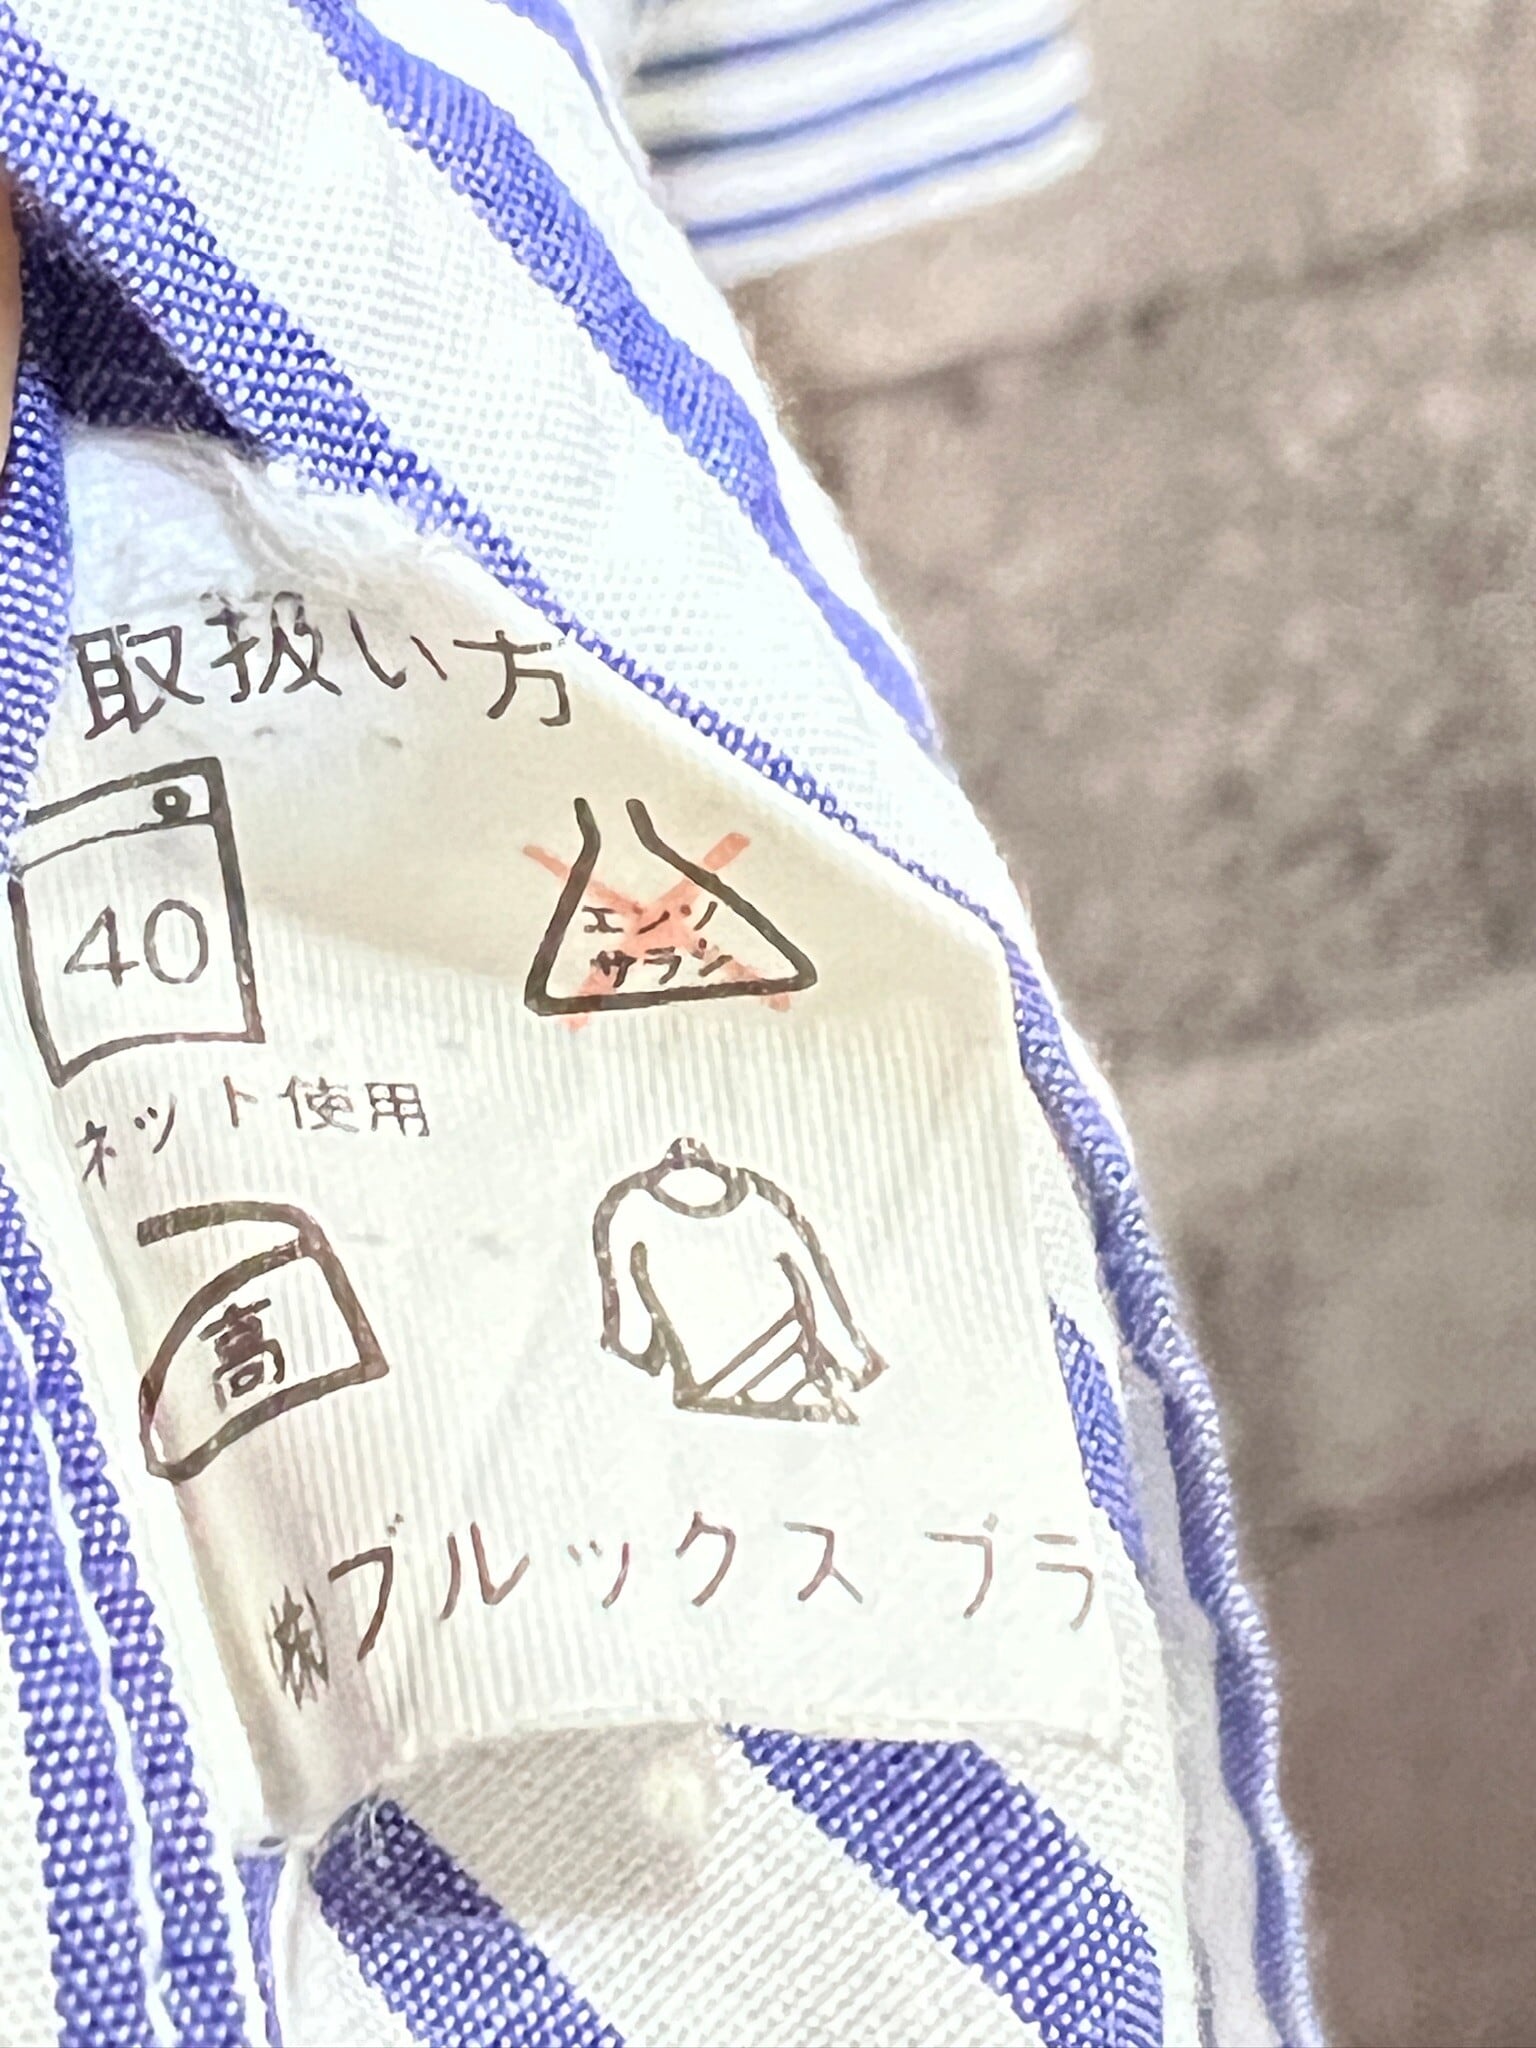 取扱い方
40
エンソ
サラシ
ネット使用
高
㈱ブルックス ブラ